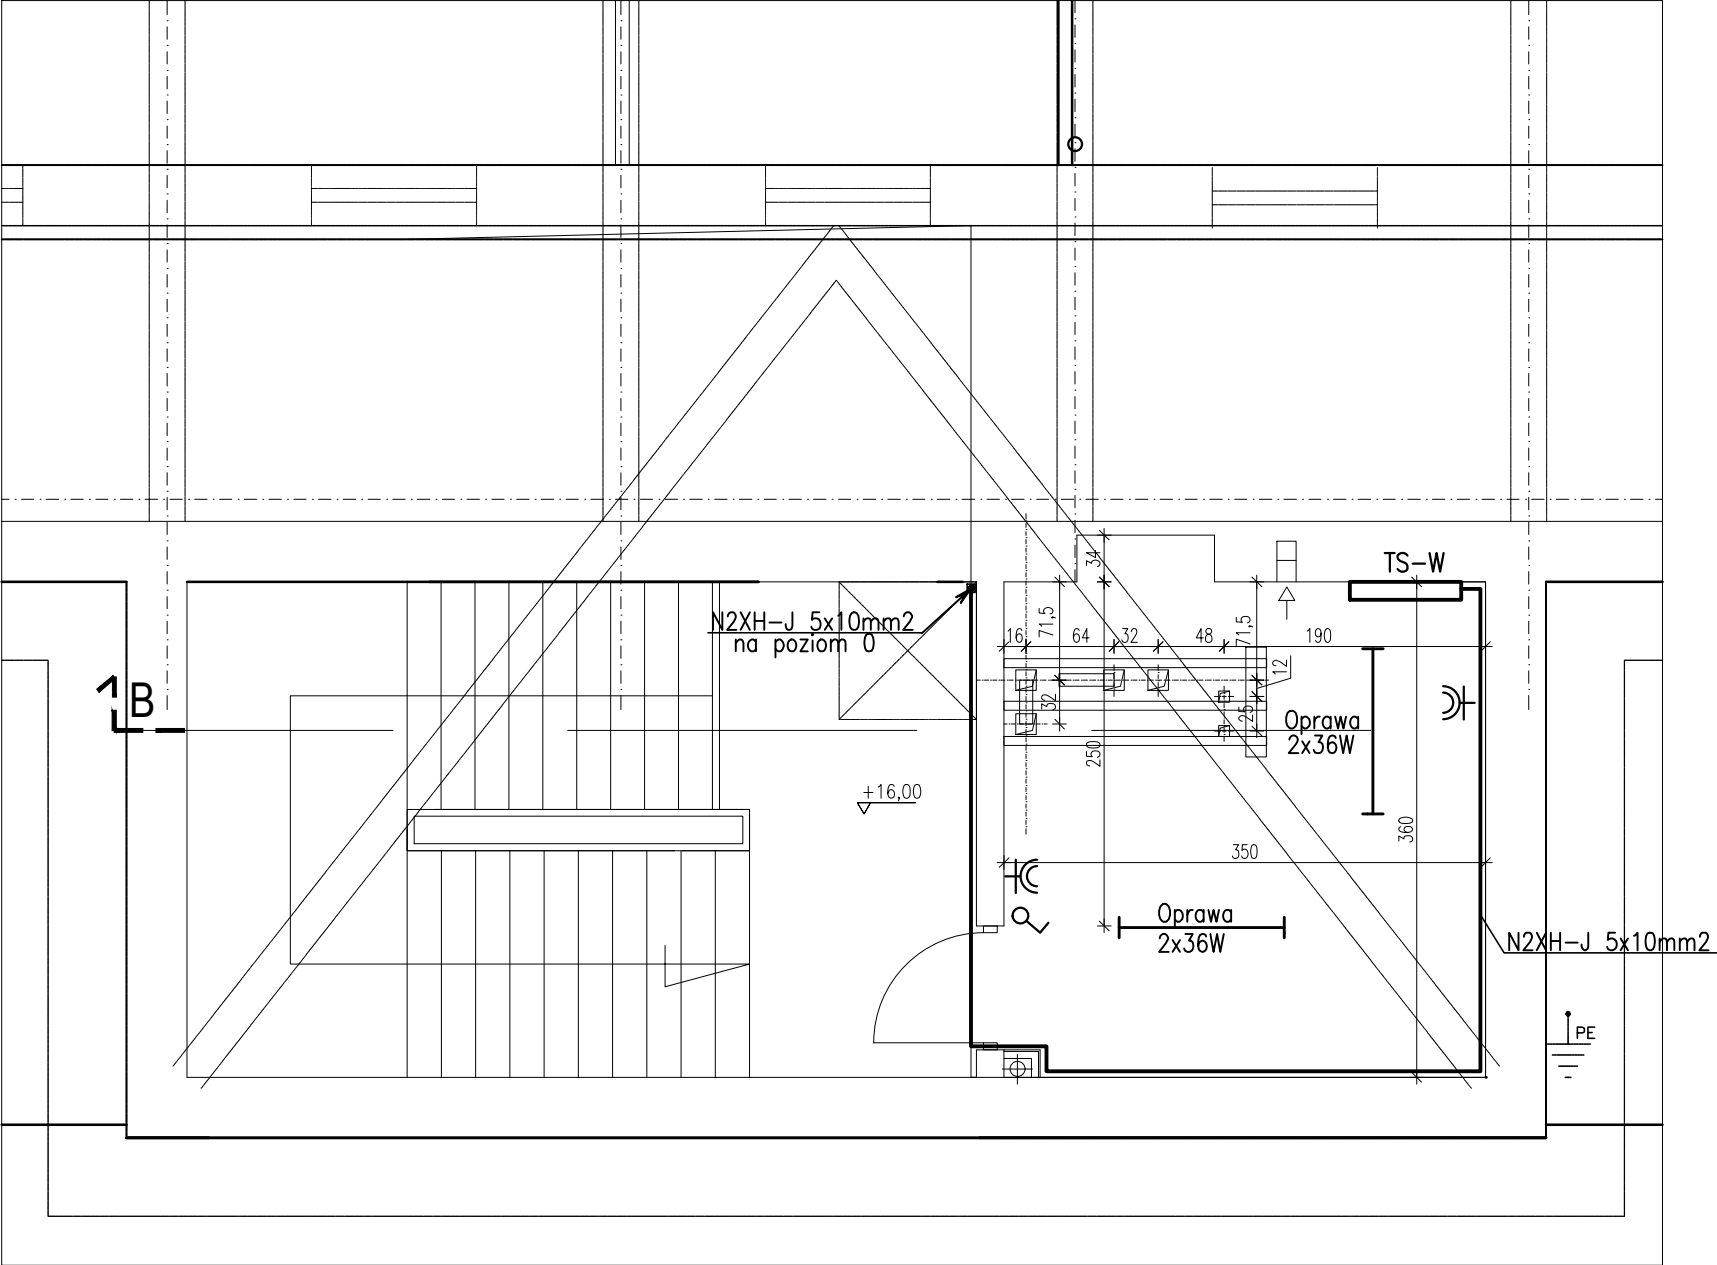 34
TS-W
N2XH-J 5x10mm2
na poziom 0
16
71,5
64
32
48
71,5
190
12
32
25
1B
Oprawa
2x36W
250
+16,00
360
350
Oprawa
2x36W
N2XH-J 5x10mm2
PE